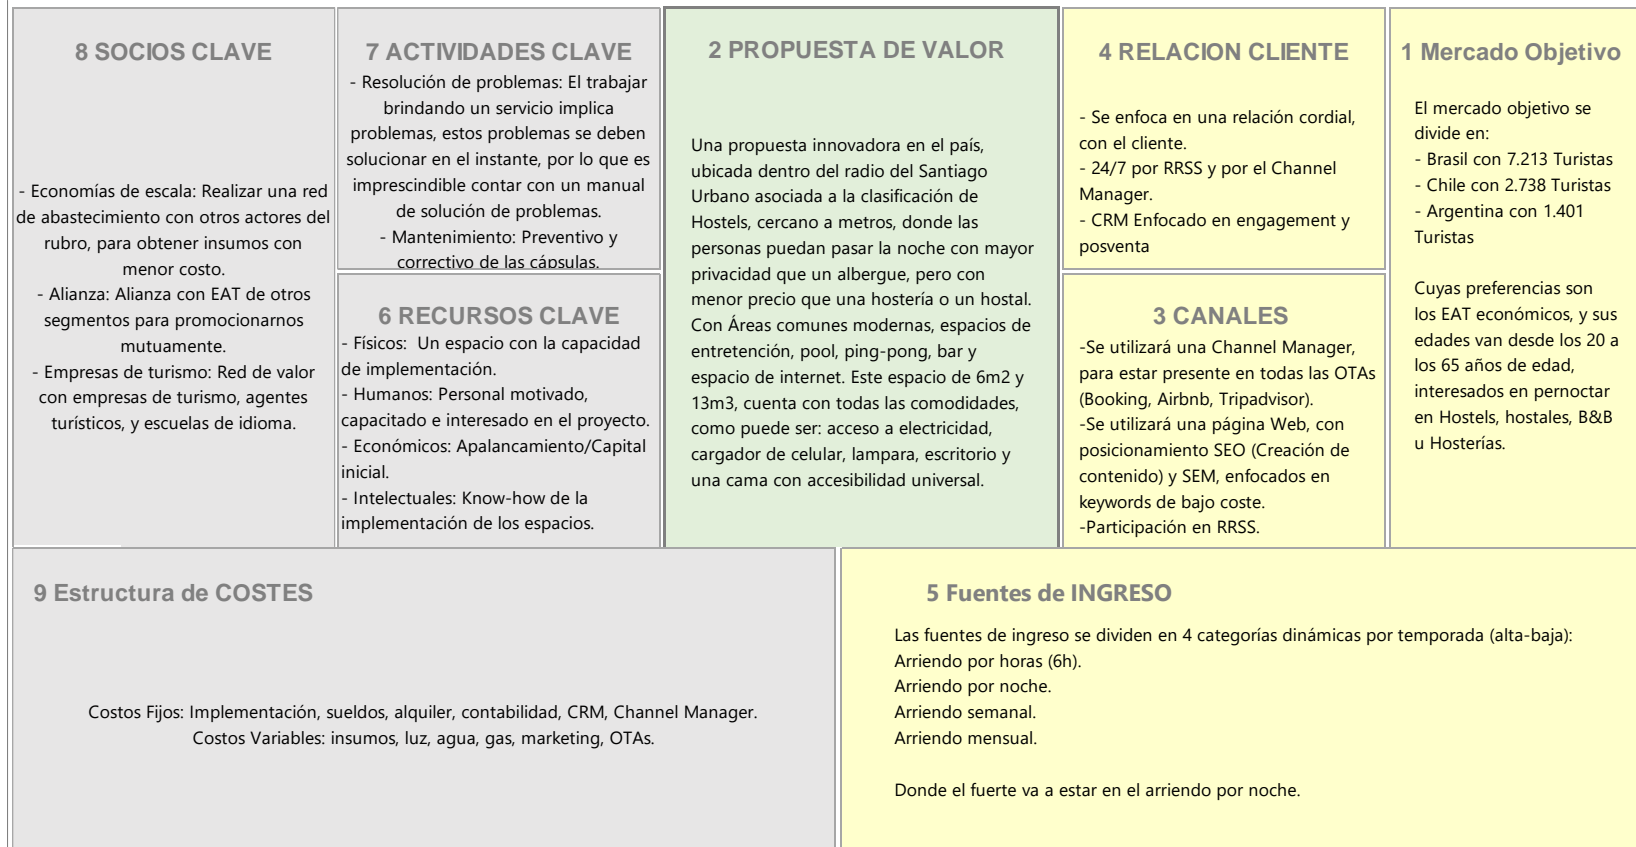 8 SOCIOS CLAVE
- Economías de escala: Realizar una red
de abastecimiento con otros actores del
rubro, para obtener insumos con
menor costo.
- Alianza: Alianza con EAT de otros
segmentos para promocionarnos
mutuamente.
- Empresas de turismo: Red de valor
con empresas de turismo, agentes
turísticos, y escuelas de idioma.
7 ACTIVIDADES CLAVE
- Resolución de problemas: El trabajar
brindando un servicio implica
problemas, estos problemas se deben
solucionar en el instante, por lo que es
imprescindible contar con un manual
de solución de problemas.
- Mantenimiento: Preventivo y
correctivo de las cápsulas.
6 RECURSOS CLAVE
- Físicos:  Un espacio con la capacidad
de implementación.
- Humanos: Personal motivado,
capacitado e interesado en el proyecto.
- Económicos: Apalancamiento/Capital
inicial.
- Intelectuales: Know-how de la
implementación de los espacios.
2 PROPUESTA DE VALOR
Una propuesta innovadora en el país,
ubicada dentro del radio del Santiago
Urbano asociada a la clasificación de
Hostels, cercano a metros, donde las
personas puedan pasar la noche con mayor
privacidad que un albergue, pero con
menor precio que una hostería o un hostal.
Con Áreas comunes modernas, espacios de
entretención, pool, ping-pong, bar y
espacio de internet. Este espacio de 6m2 y
13m3, cuenta con todas las comodidades,
como puede ser: acceso a electricidad,
cargador de celular, lampara, escritorio y
una cama con accesibilidad universal.
4 RELACION CLIENTE
- Se enfoca en una relación cordial,
con el cliente.
- 24/7 por RRSS y por el Channel
Manager.
- CRM Enfocado en engagement y
posventa
3 CANALES
-Se utilizará una Channel Manager,
para estar presente en todas las OTAs
(Booking, Airbnb, Tripadvisor).
-Se utilizará una página Web, con
posicionamiento SEO (Creación de
contenido) y SEM, enfocados en
keywords de bajo coste.
-Participación en RRSS.
1 Mercado Objetivo
El mercado objetivo se
divide en:
- Brasil con 7.213 Turistas
- Chile con 2.738 Turistas
- Argentina con 1.401
Turistas
Cuyas preferencias son
los EAT económicos, y sus
edades van desde los 20 a
los 65 años de edad,
interesados en pernoctar
en Hostels, hostales, B&B
u Hosterías.
9 Estructura de COSTES
Costos Fijos: Implementación, sueldos, alquiler, contabilidad, CRM, Channel Manager.
Costos Variables: insumos, luz, agua, gas, marketing, OTAs.
5 Fuentes de INGRESO
Las fuentes de ingreso se dividen en 4 categorías dinámicas por temporada (alta-baja):
Arriendo por horas (6h).
Arriendo por noche.
Arriendo semanal.
Arriendo mensual.
Donde el fuerte va a estar en el arriendo por noche.